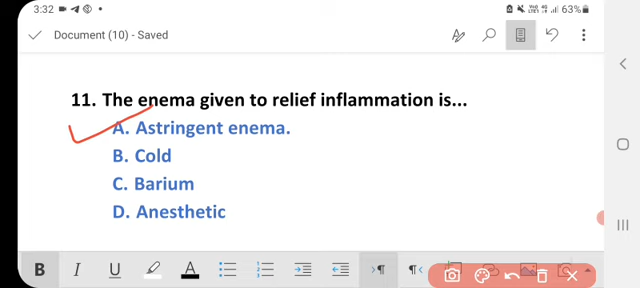 3:32
63%
Document (10) - Saved
11. The enema given to relief inflammation is...
A. Astringent enema.
B. Cold
C. Barium
D. Anesthetic
B I U A